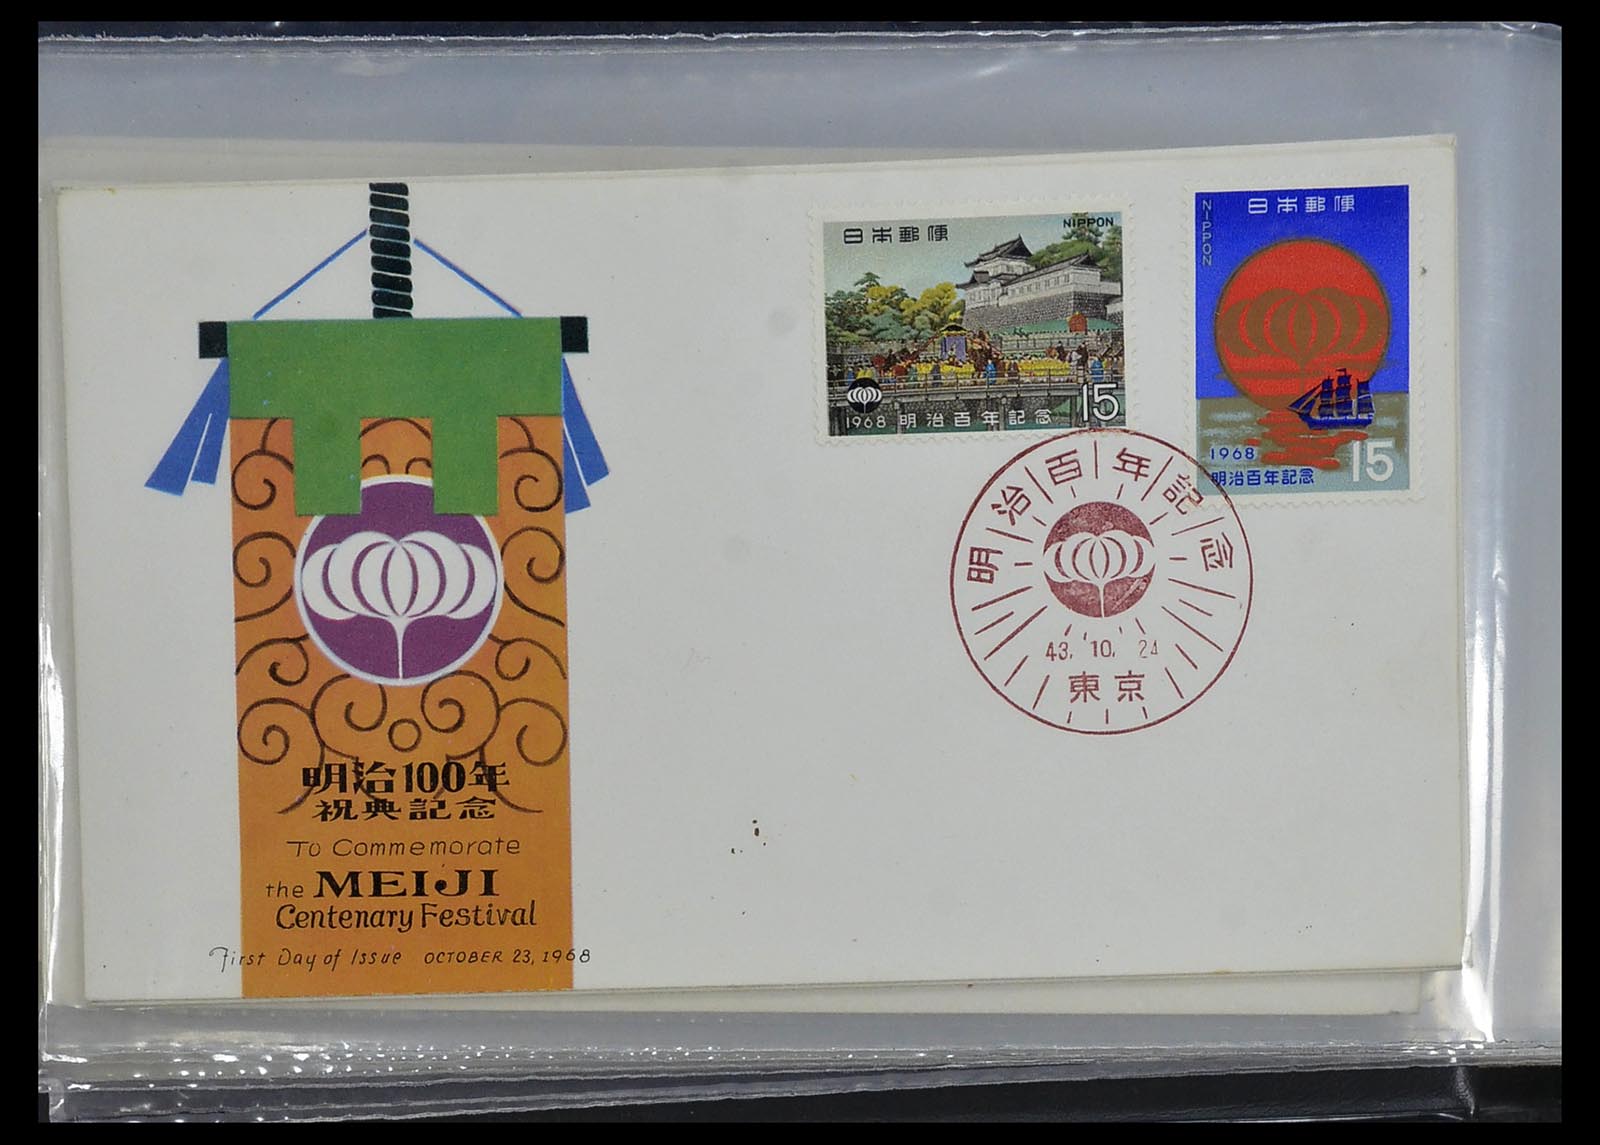 日本郵便
NIPPON
1968 明治百年記念 15
日本郵便
NIPPON
1968
明治百年記念
15
明治百年記念
43. 10. 24
東京
明治100年
祝典記念
To Commemorate
the MEIJI
Centenary Festival
First Day of Issue OCTOBER 23, 1968